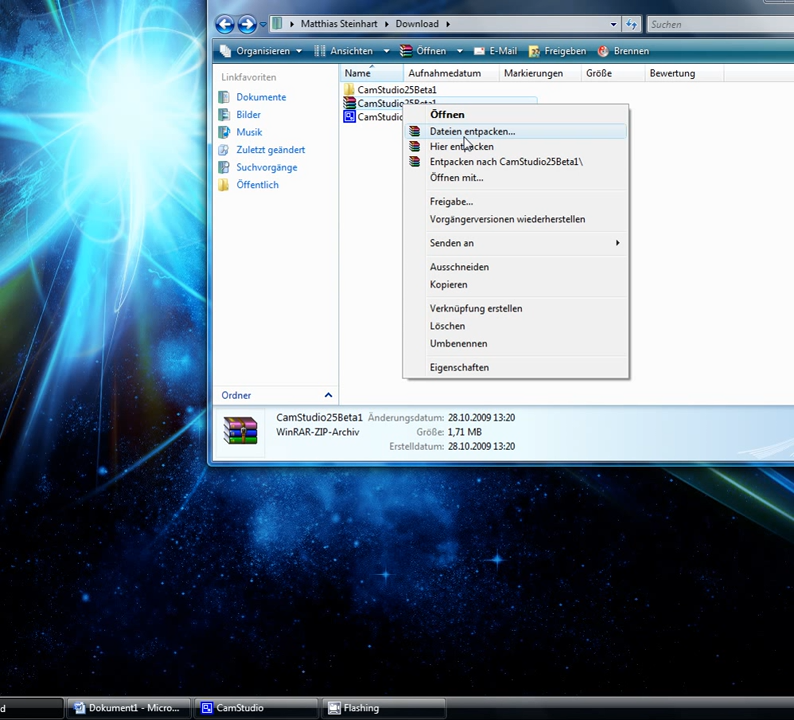 Matthias Steinhart Download
Suchen
Organisieren Ansichten Öffnen E-Mail Freigeben Brennen
Linkfavoriten
Dokumente
Bilder
Musik
Zuletzt geändert
Suchvorgänge
Öffentlich
Ordner
Name Aufnahmedatum Markierungen Größe Bewertung
CamStudio25Beta1
CamStudio25Beta1
CamStudio
Öffnen
Dateien entpacken...
Hier entpacken
Entpacken nach CamStudio25Beta1\
Öffnen mit...
Freigabe...
Vorgängerversionen wiederherstellen
Senden an
Ausschneiden
Kopieren
Verknüpfung erstellen
Löschen
Umbenennen
Eigenschaften
CamStudio25Beta1 Änderungsdatum: 28.10.2009 13:20
WinRAR-ZIP-Archiv Größe: 1,71 MB
Erstelldatum: 28.10.2009 13:20
d Dokument1 - Micro... CamStudio Flashing